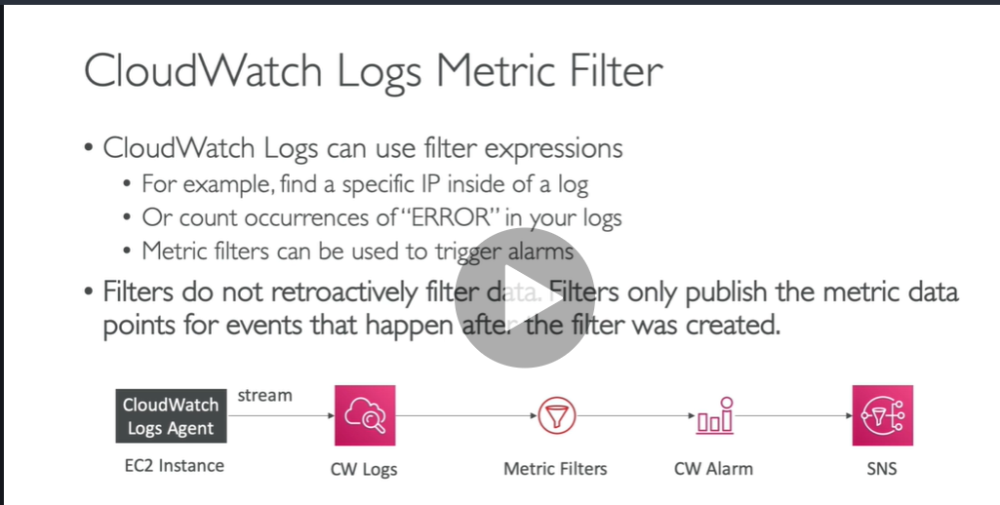 CloudWatch Logs Metric Filter
• CloudWatch Logs can use filter expressions
• For example, find a specific IP inside of a log
• Or count occurrences of “ERROR” in your logs
• Metric filters can be used to trigger alarms
• Filters do not retroactively filter data. Filters only publish the metric data
points for events that happen after the filter was created.
CloudWatch
Logs Agent
stream
EC2 Instance
CW Logs
Metric Filters
CW Alarm
SNS